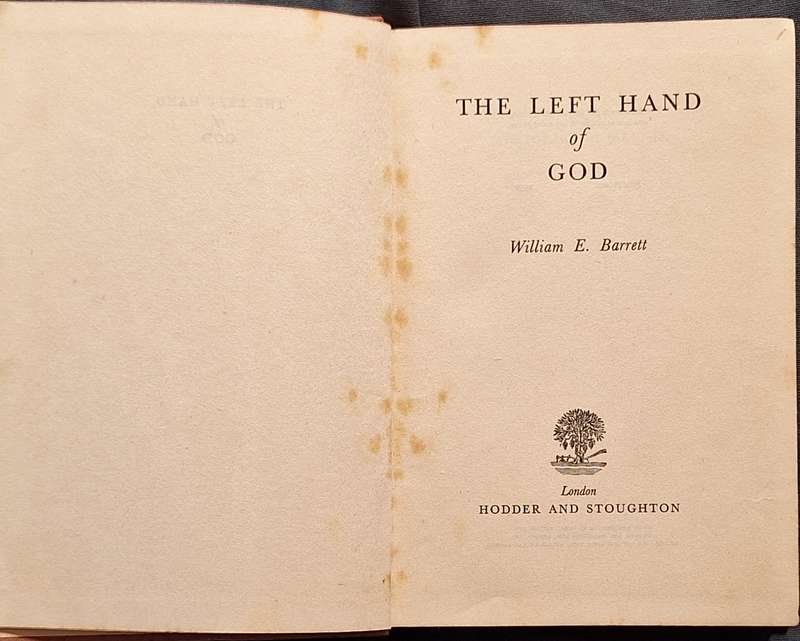 THE LEFT HAND
of
GOD
William E. Barrett
London
HODDER AND STOUGHTON